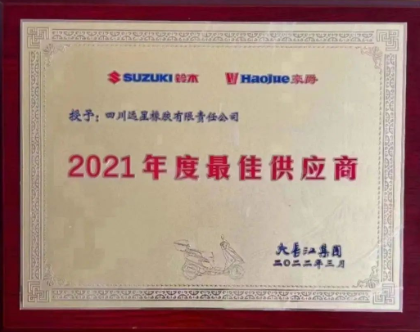 SUZUKI 铃木 HaoJue 豪爵
授予：四川远星橡胶有限责任公司
2021年度最佳供应商
大长江集团
二〇二二年三月